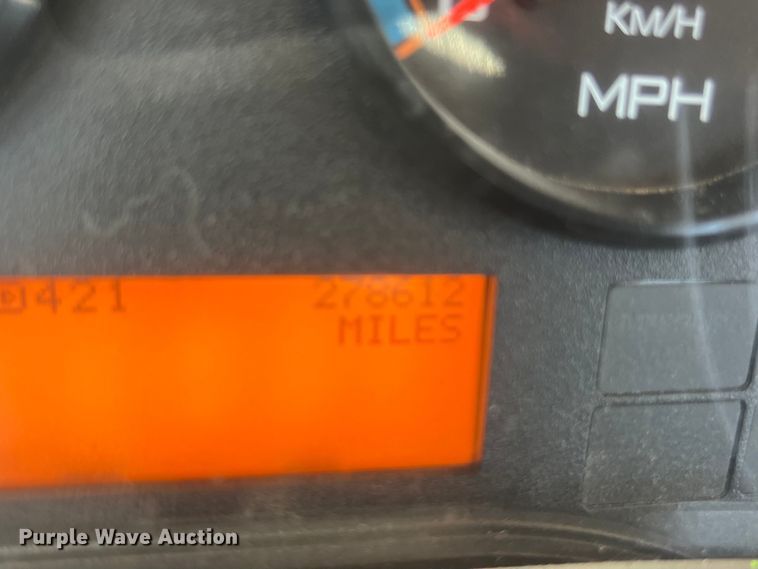 KM/H
MPH
421 278612
MILES
Purple Wave Auction